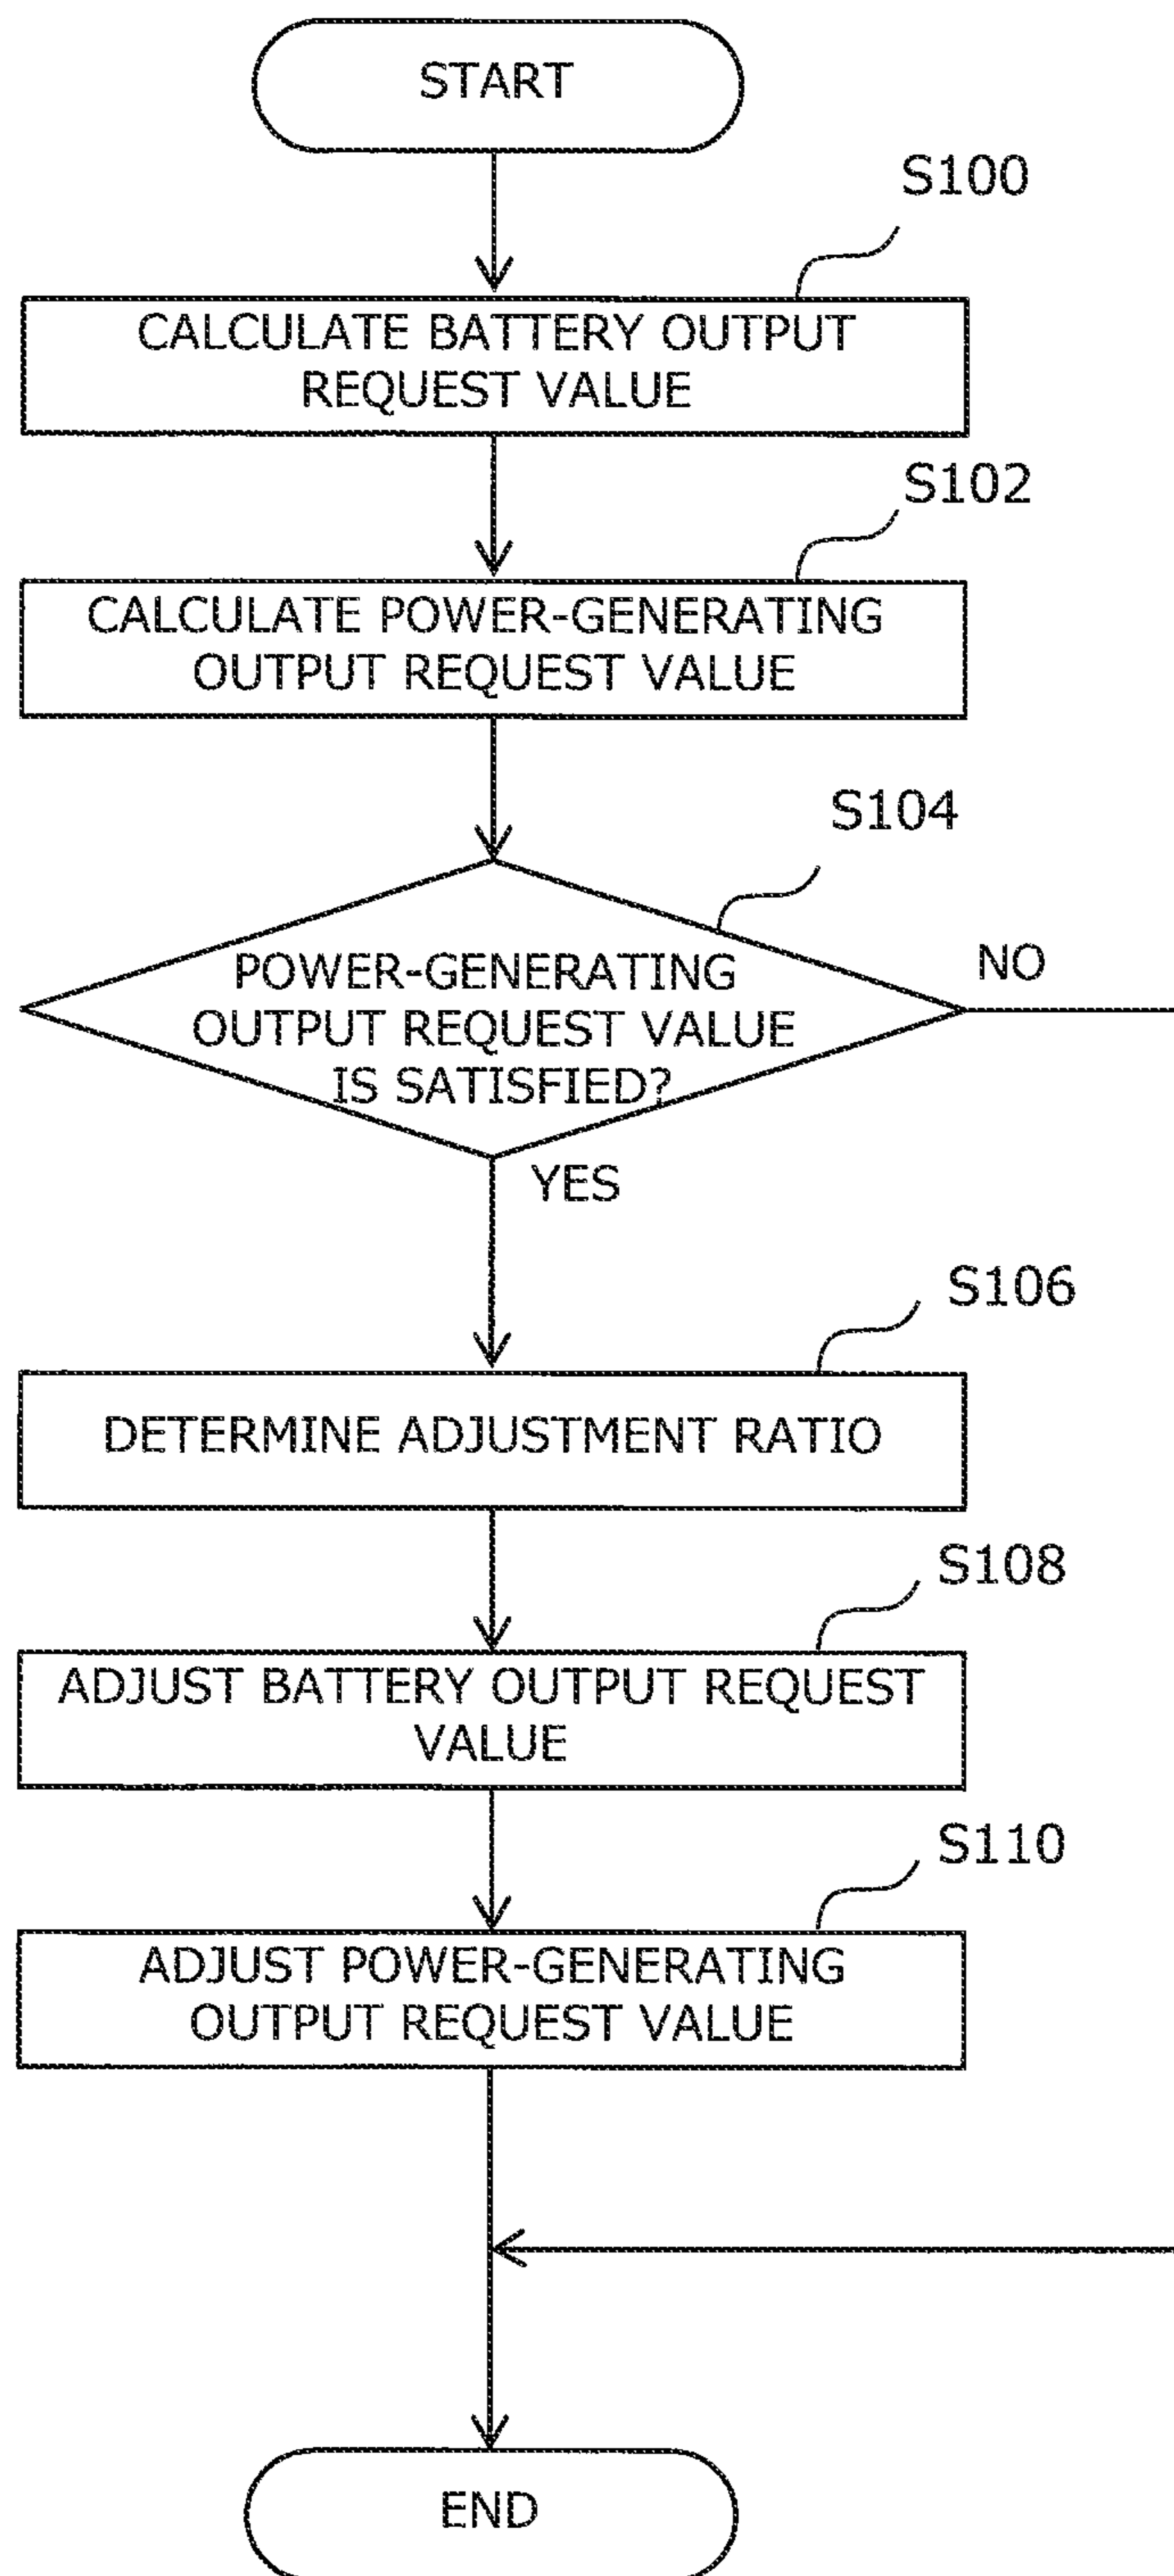 START
S100
CALCULATE BATTERY OUTPUT
REQUEST VALUE
S102
CALCULATE POWER-GENERATING
OUTPUT REQUEST VALUE
S104
POWER-GENERATING
OUTPUT REQUEST VALUE
IS SATISFIED?
NO
YES
S106
DETERMINE ADJUSTMENT RATIO
S108
ADJUST BATTERY OUTPUT REQUEST
VALUE
S110
ADJUST POWER-GENERATING
OUTPUT REQUEST VALUE
END